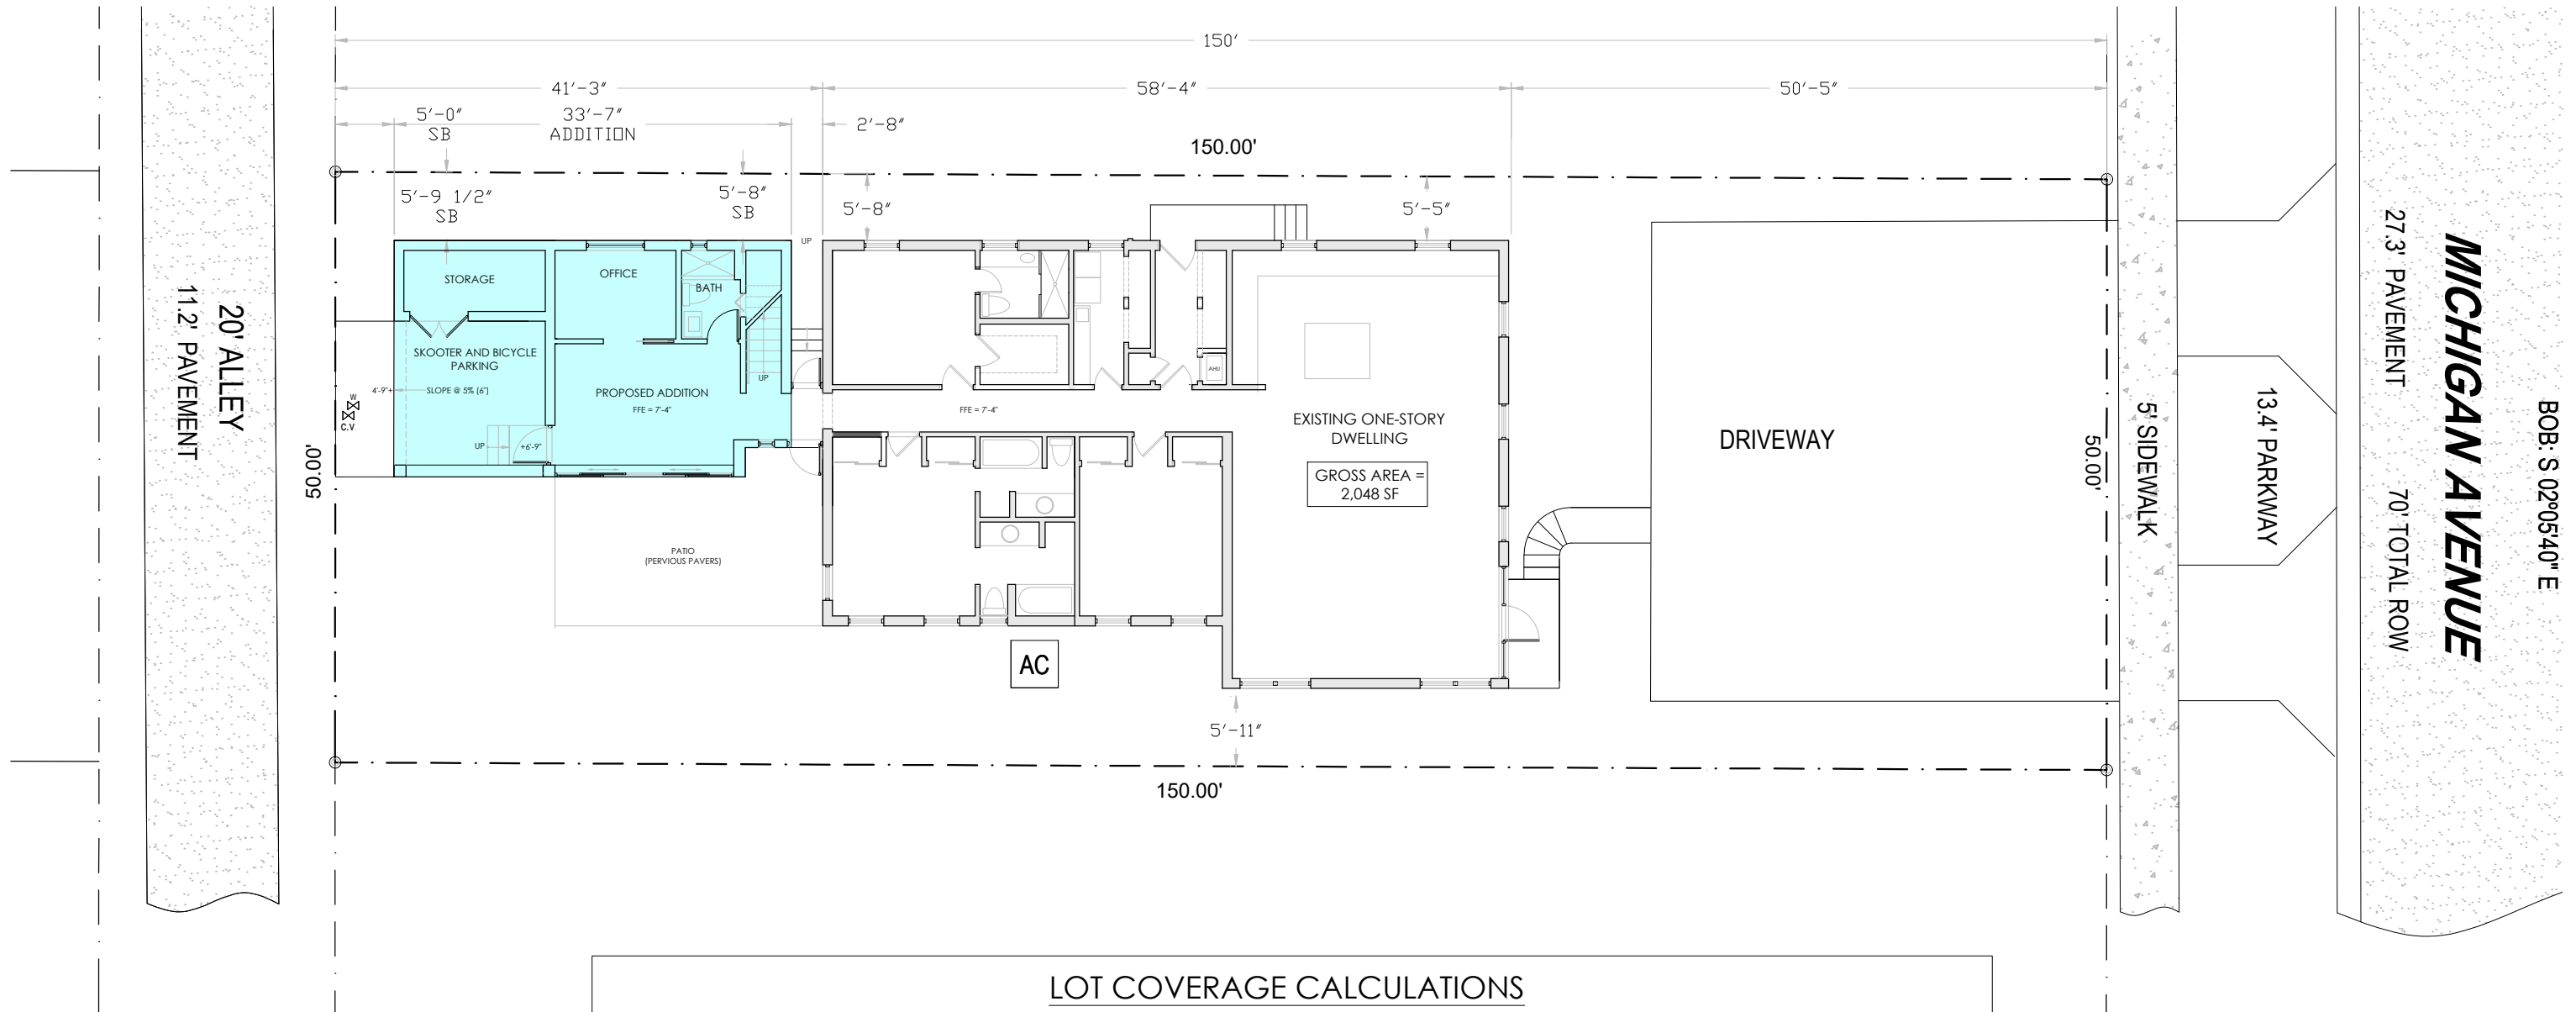 150'
41'-3"
58'-4"
50'-5"
5'-0"
SB
33'-7"
ADDITION
2'-8"
150.00'
5'-9 1/2"
SB
5'-8"
SB
5'-8"
5'-5"
UP
STORAGE
OFFICE
BATH
SKOOTER AND BICYCLE
PARKING
4'-9"+
SLOPE @ 5% (6")
UP
+6'-9"
PROPOSED ADDITION
FFE = 7'-4"
UP
FFE = 7'-4"
AHU
EXISTING ONE-STORY
DWELLING
GROSS AREA =
2,048 SF
DRIVEWAY
W
C.V
PATIO
(PERVIOUS PAVERS)
AC
5'-11"
150.00'
20' ALLEY
11.2' PAVEMENT
50.00'
50.00'
5' SIDEWALK
13.4' PARKWAY
27.3' PAVEMENT
70' TOTAL ROW
MICHIGAN AVENUE
BOB: S 02°05'40" E
LOT COVERAGE CALCULATIONS